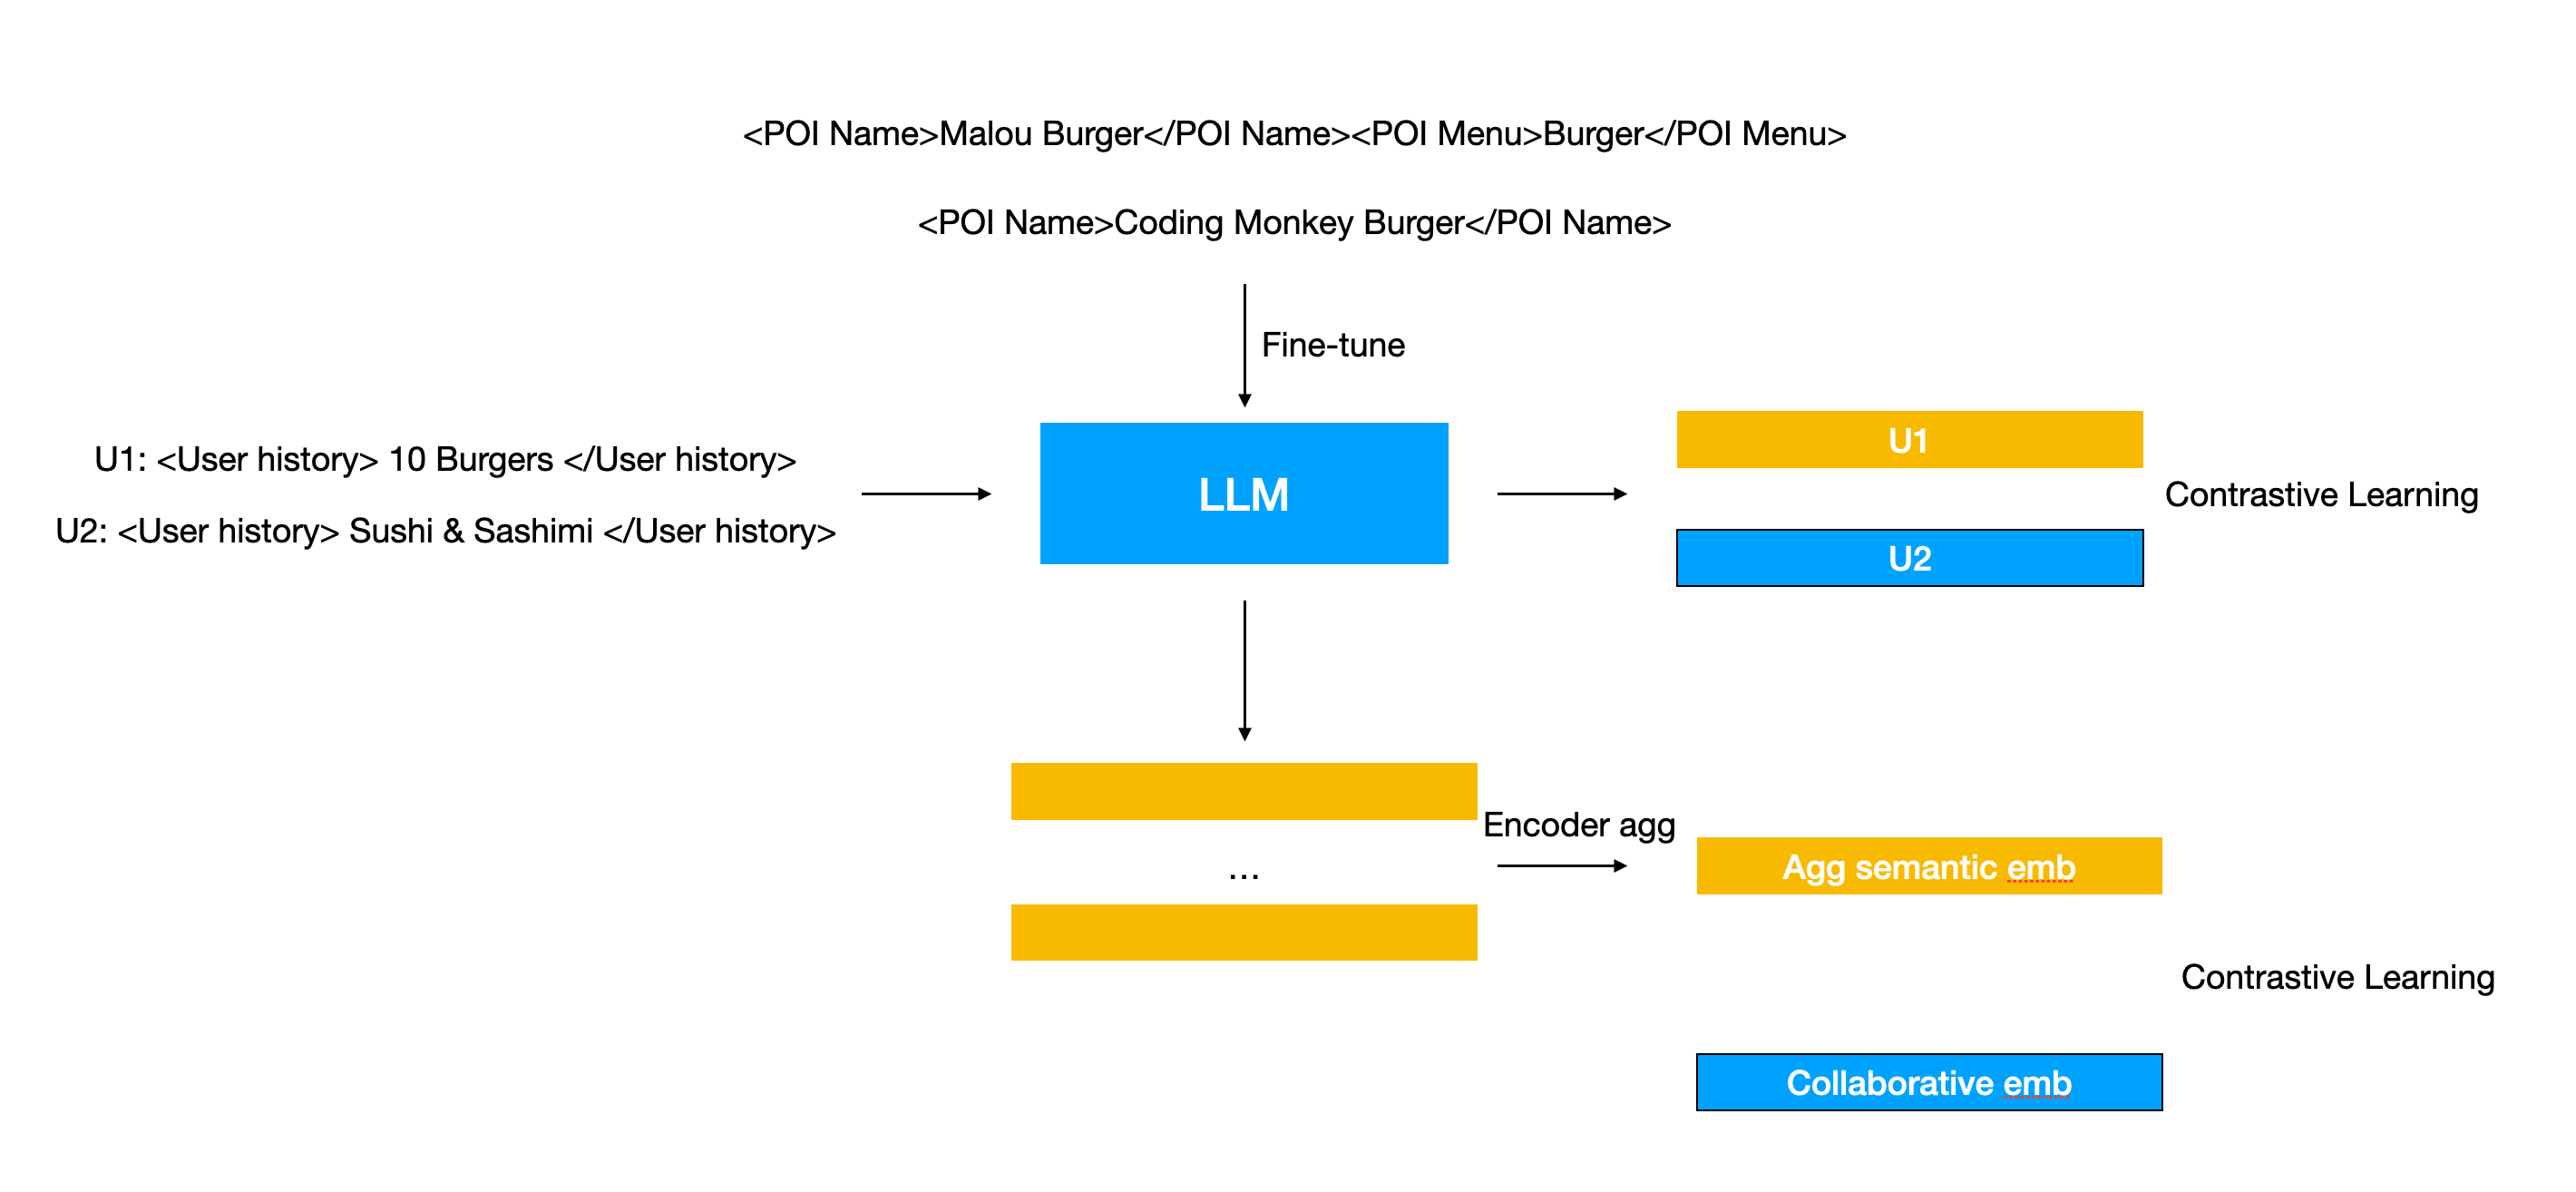 <POI Name>Malou Burger</POI Name><POI Menu>Burger</POI Menu>
<POI Name>Coding Monkey Burger</POI Name>
Fine-tune
U1: <User history> 10 Burgers </User history>
U2: <User history> Sushi & Sashimi </User history>
LLM
U1
Contrastive Learning
U2
Encoder agg
...
Agg semantic emb
Contrastive Learning
Collaborative emb